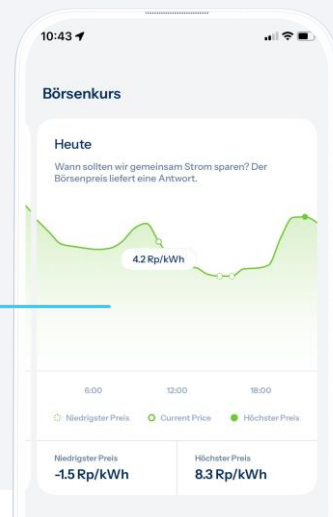 10:43
Börsenkurs
Heute
Wann sollten wir gemeinsam Strom sparen? Der
Börsenpreis liefert eine Antwort.
4.2 Rp/kWh
6:00 12:00 18:00
Niedrigster Preis Current Price Höchster Preis
Niedrigster Preis Höchster Preis
-1.5 Rp/kWh 8.3 Rp/kWh